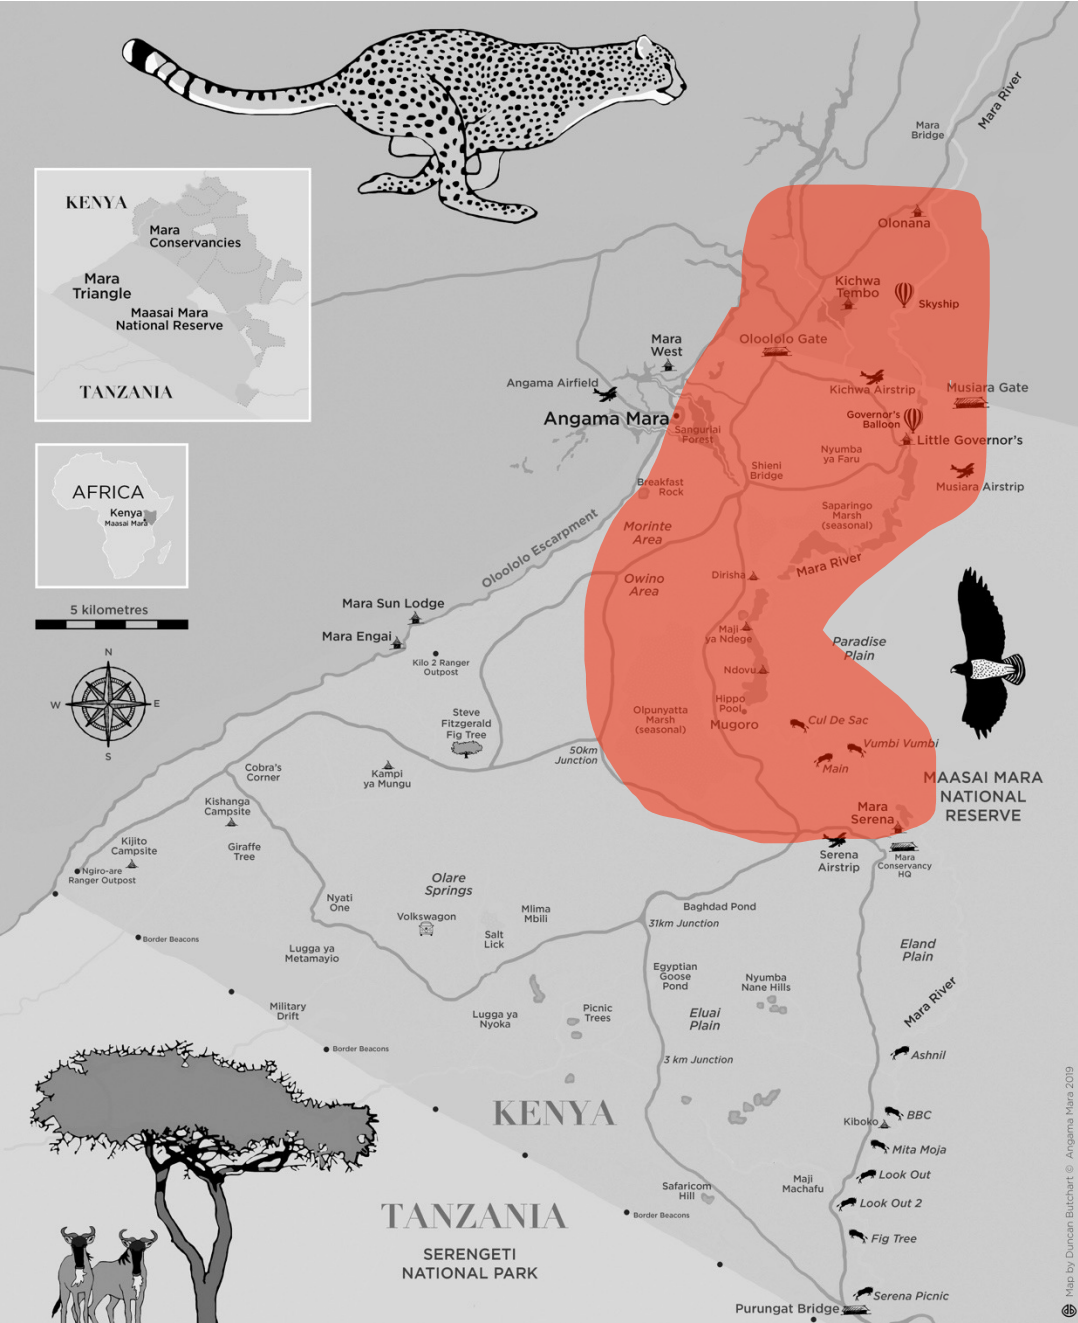 Mara River
Mara
Bridge
KENYA
Mara
Conservancies
Mara
Triangle
Maasai Mara
National Reserve
TANZANIA
Olonana
Kichwa
Tembo
Skyship
Oloololo Gate
Mara
West
Angama Airfield
Kichwa Airstrip
Musiara Gate
Angama Mara
Governor's
Balloon
Sangurlai
Forest
Little Governor's
Nyumba
ya Faru
Shieni
Bridge
Musiara Airstrip
AFRICA
Kenya
Maasai Mara
Breakfast
Rock
Saparingo
Marsh
(seasonal)
Morinte
Area
Oloololo Escarpment
Mara River
Dirisha
Owino
Area
5 kilometres
Mara Sun Lodge
Mara Engai
Maji
ya Ndege
Paradise
Plain
N
W
E
S
Kilo 2 Ranger
Outpost
Ndovu
Hippo
Pool
Mugoro
Olpunyatta
Marsh
(seasonal)
Steve
Fitzgerald
Fig Tree
Cul De Sac
Vumbi Vumbi
Main
50km
Junction
Cobra's
Corner
Kampi
ya Mungu
MAASAI MARA
NATIONAL
RESERVE
Kishanga
Campsite
Mara
Serena
Kijito
Campsite
Giraffe
Tree
Serena
Airstrip
Mara
Conservancy
HQ
Ngiro-are
Ranger Outpost
Olare
Springs
Nyati
One
Volkswagon
Mlima
Mbili
Baghdad Pond
31km Junction
Salt
Lick
Border Beacons
Lugga ya
Metamayio
Eland
Plain
Egyptian
Goose
Pond
Nyumba
Nane Hills
Mara River
Military
Drift
Lugga ya
Nyoka
Picnic
Trees
Eluai
Plain
Border Beacons
3 km Junction
Ashnil
KENYA
BBC
Kiboko
Mita Moja
Look Out
Safaricom
Hill
Maji
Machafu
Look Out 2
TANZANIA
Border Beacons
Fig Tree
SERENGETI
NATIONAL PARK
Serena Picnic
Purungat Bridge
Map by Duncan Butchart © Angama Mara 2019
db